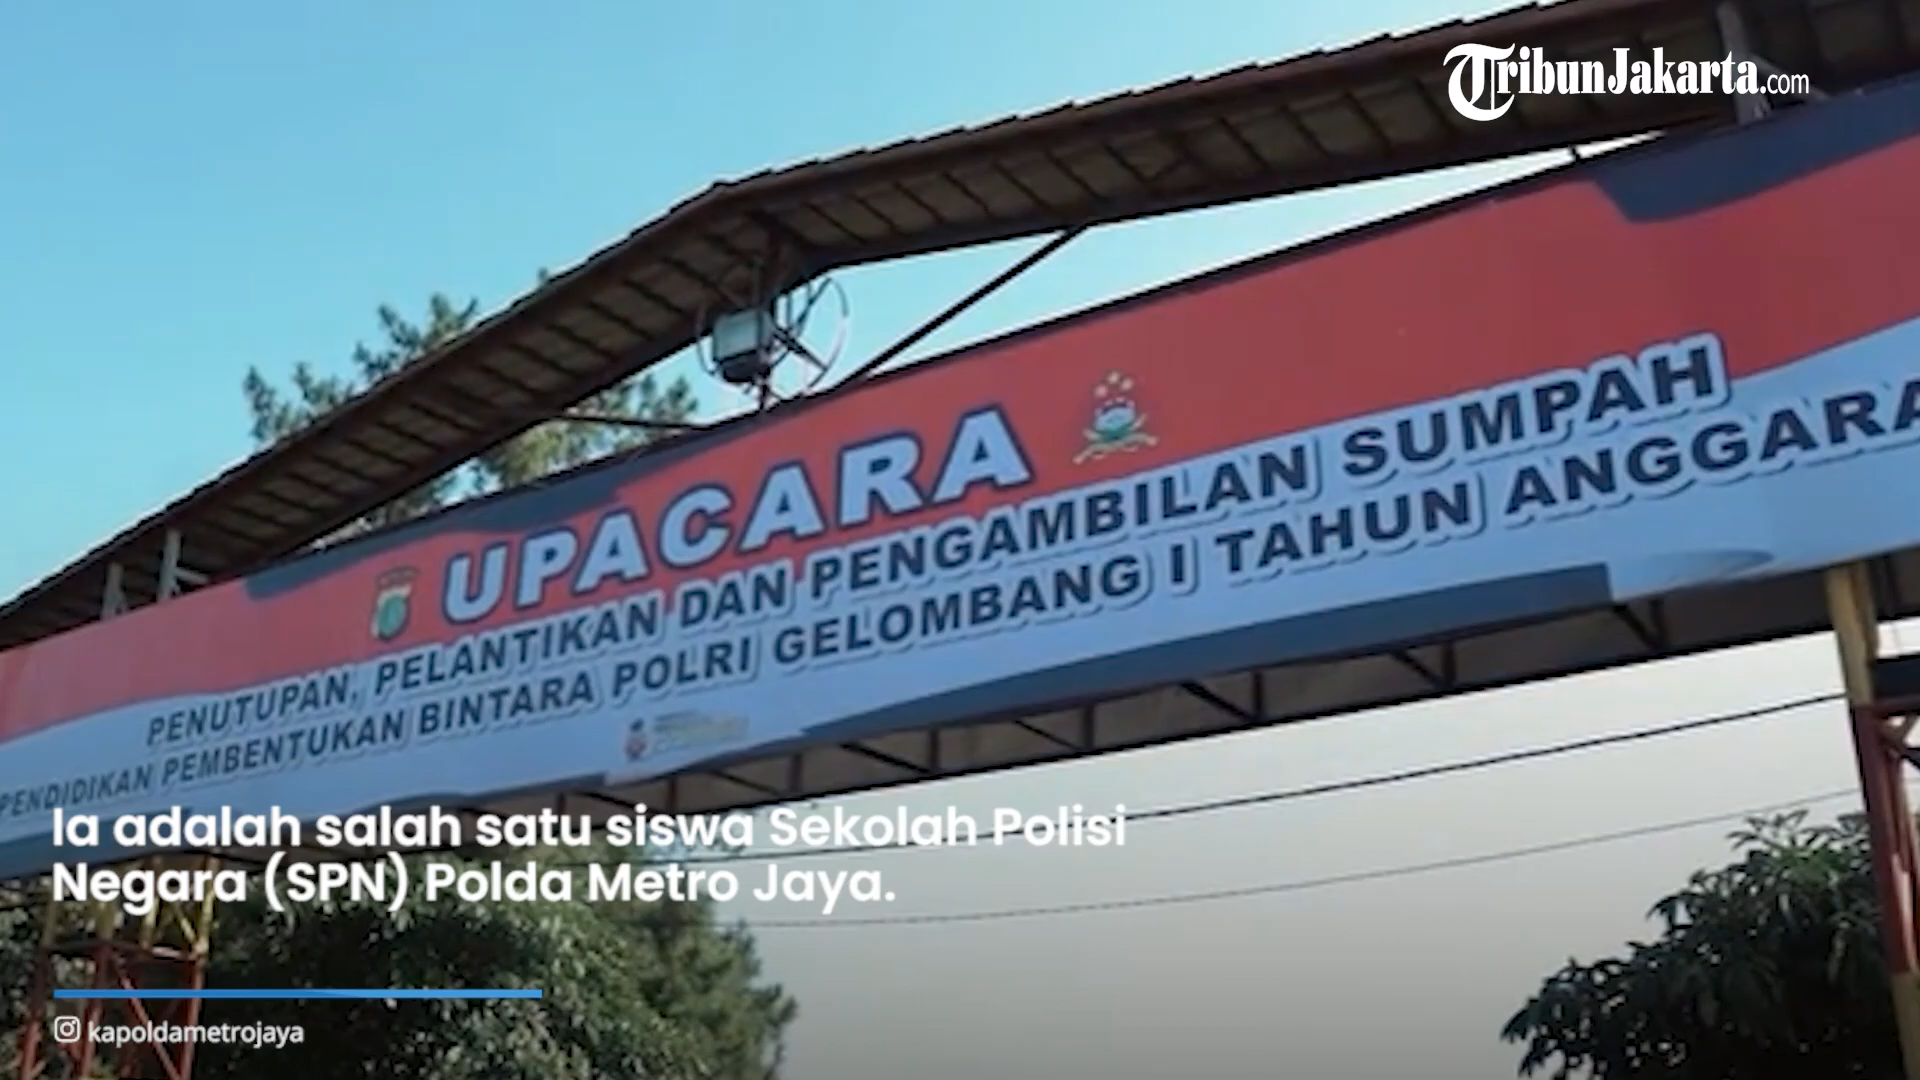 TribunJakarta.com
UPACARA
PENUTUPAN, PELANTIKAN DAN PENGAMBILAN SUMPAH
PENDIDIKAN PEMBENTUKAN BINTARA POLRI GELOMBANG I TAHUN ANGGARA
Ia adalah salah satu siswa Sekolah Polisi
Negara (SPN) Polda Metro Jaya.
kapoldametrojaya